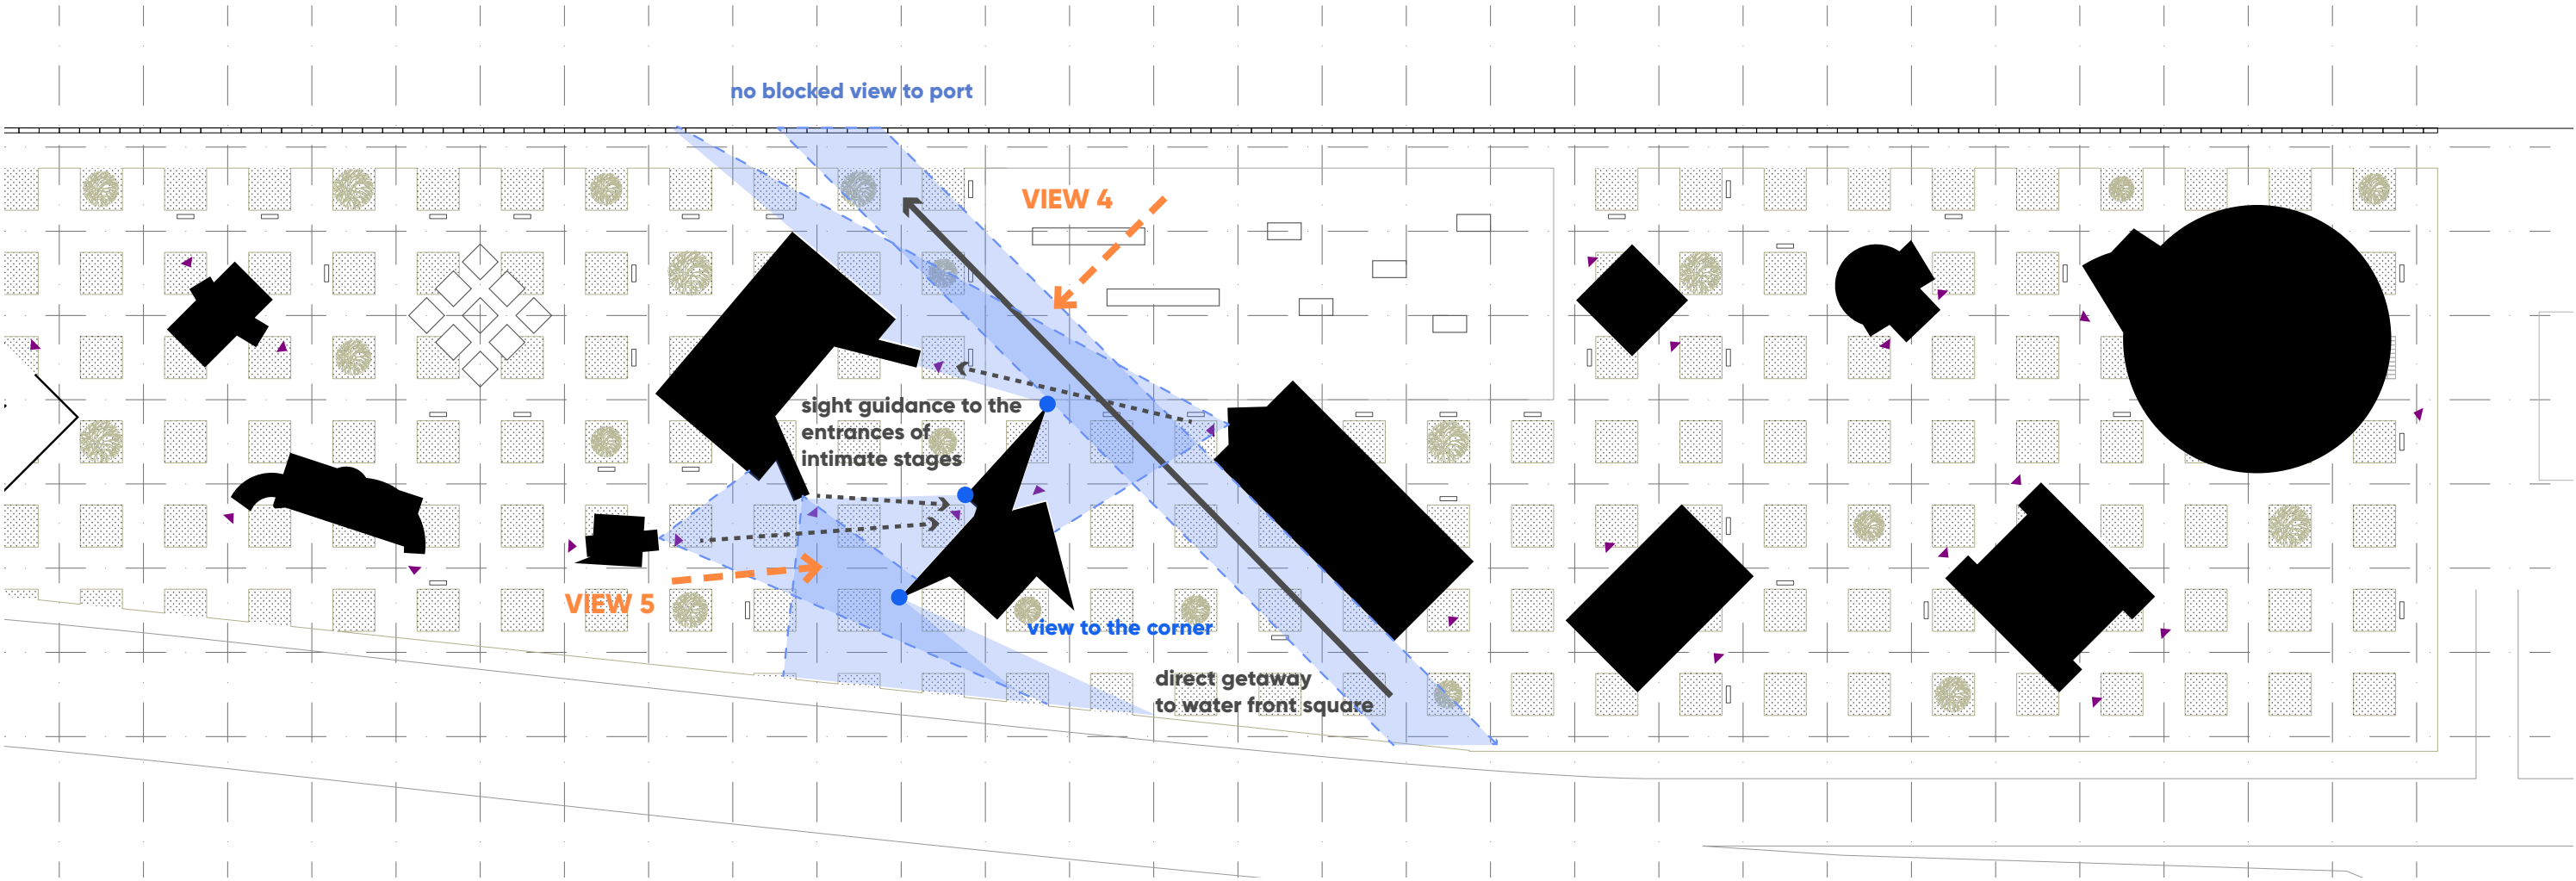 no blocked view to port
VIEW 4
sight guidance to the
entrances of
intimate stages
VIEW 5
view to the corner
direct getaway
to water front square